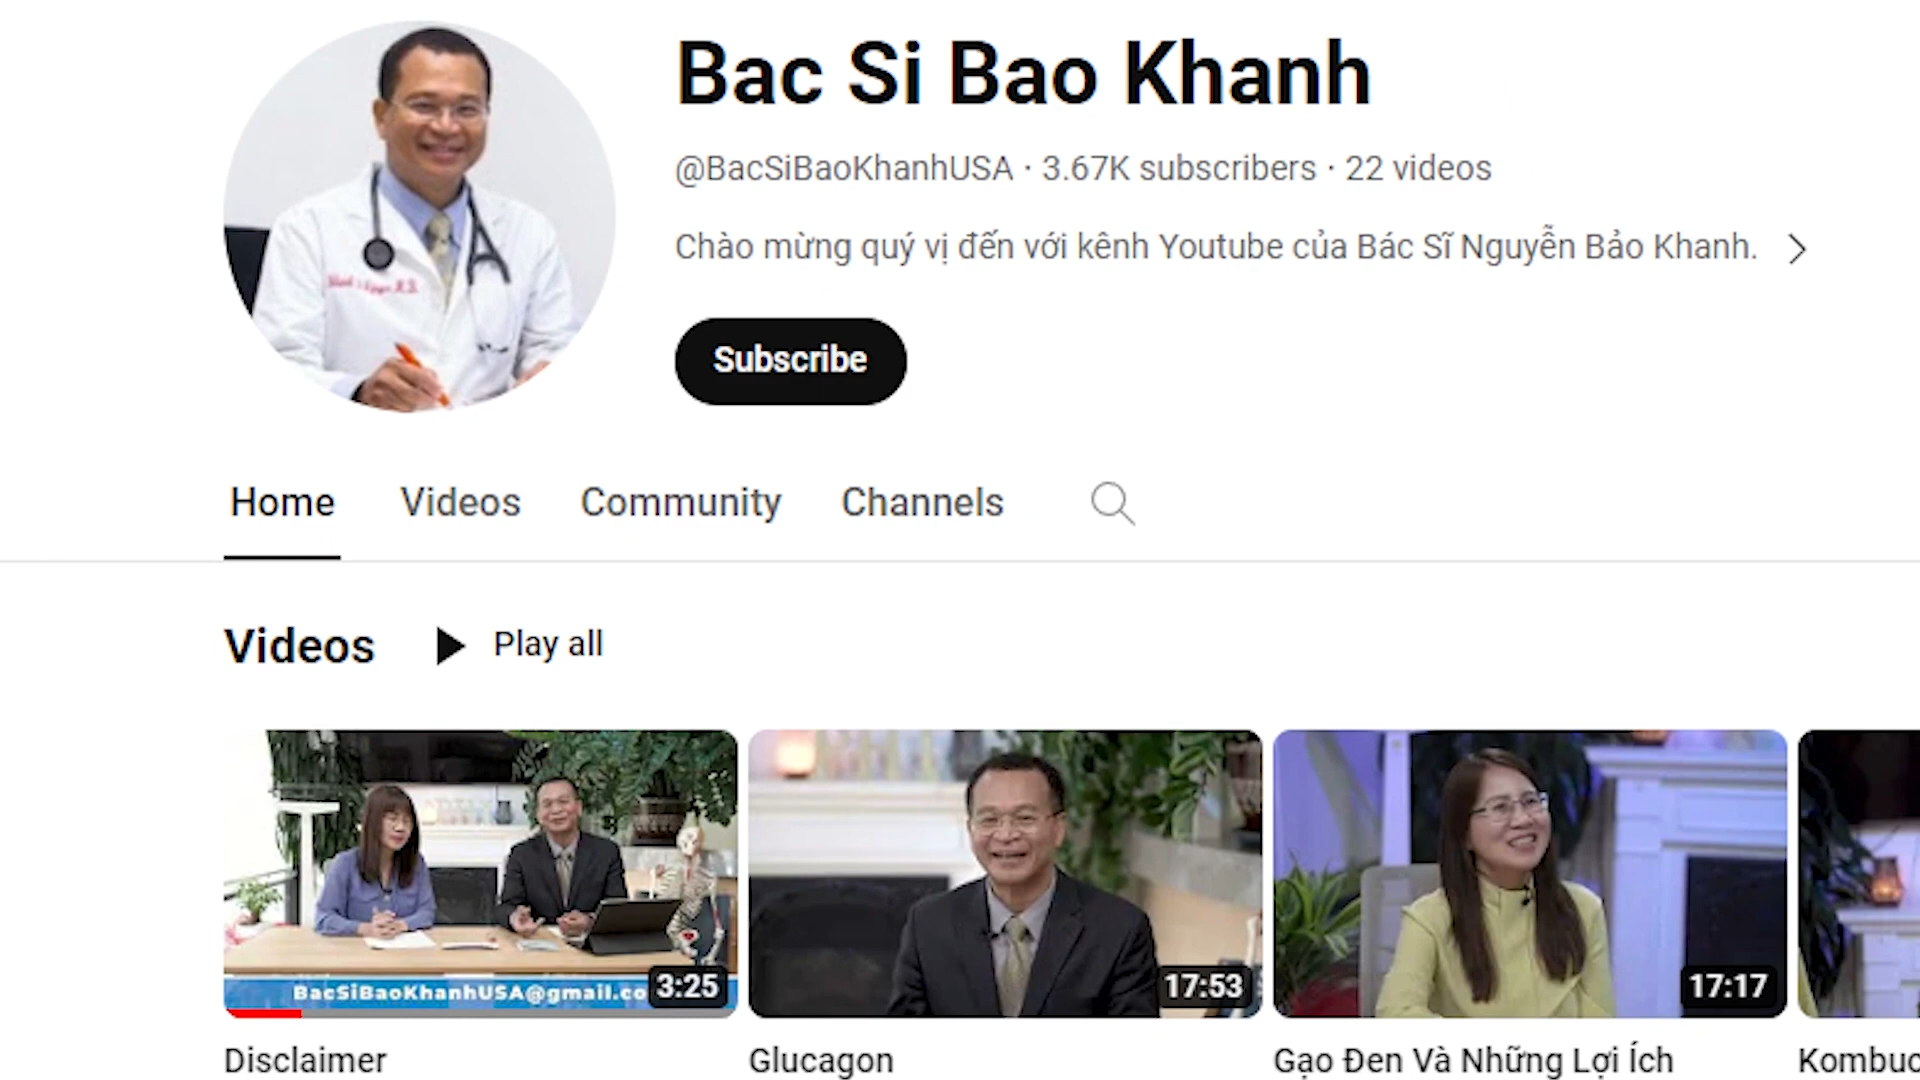 Bac Si Bao Khanh
@BacSiBaoKhanhUSA · 3.67K subscribers · 22 videos
Chào mừng quý vị đến với kênh Youtube của Bác Sĩ Nguyễn Bảo Khanh.
Subscribe
Home Videos Community Channels
Videos Play all
BacSiBaoKhanhUSA@gmail.co 3:25 17:53 17:17
Disclaimer Glucagon Gạo Đen Và Những Lợi Ích